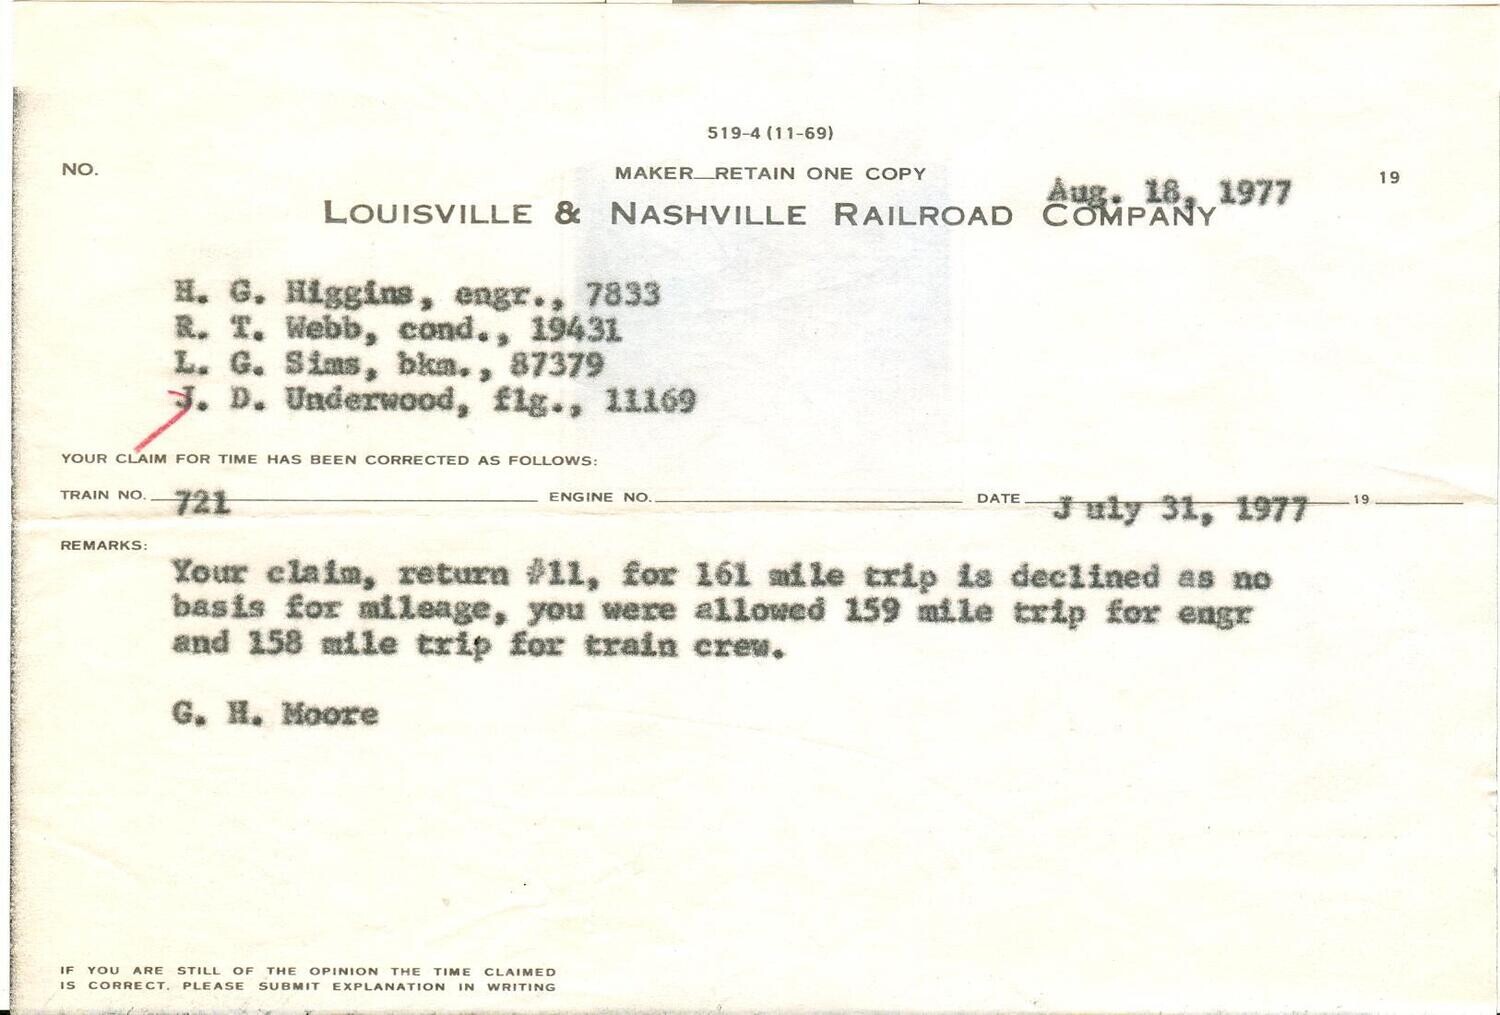 519-4 (11-69)
NO.
MAKER—RETAIN ONE COPY
Aug. 18, 1977 19
LOUISVILLE & NASHVILLE RAILROAD COMPANY
H. G. Higgins, engr., 7833
R. T. Webb, cond., 19431
L. G. Sims, bkm., 87379
J. D. Underwood, flg., 11169
YOUR CLAIM FOR TIME HAS BEEN CORRECTED AS FOLLOWS:
TRAIN NO. 721 ENGINE NO. DATE July 31, 1977 19
REMARKS:
Your claim, return #11, for 161 mile trip is declined as no
basis for mileage, you were allowed 159 mile trip for engr
and 158 mile trip for train crew.
G. H. Moore
IF YOU ARE STILL OF THE OPINION THE TIME CLAIMED
IS CORRECT. PLEASE SUBMIT EXPLANATION IN WRITING